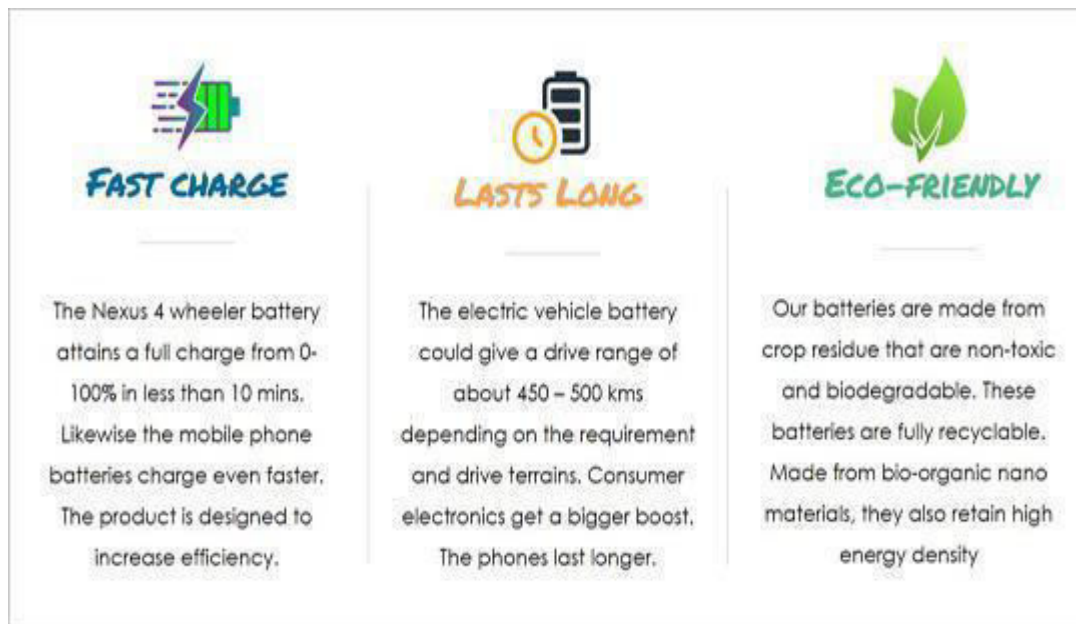 FAST CHARGE
The Nexus 4 wheeler battery
attains a full charge from 0-
100% in less than 10 mins.
Likewise the mobile phone
batteries charge even faster.
The product is designed to
increase efficiency.
LASTS LONG
The electric vehicle battery
could give a drive range of
about 450 – 500 kms
depending on the requirement
and drive terrains. Consumer
electronics get a bigger boost.
The phones last longer.
ECO-FRIENDLY
Our batteries are made from
crop residue that are non-toxic
and biodegradable. These
batteries are fully recyclable.
Made from bio-organic nano
materials, they also retain high
energy density